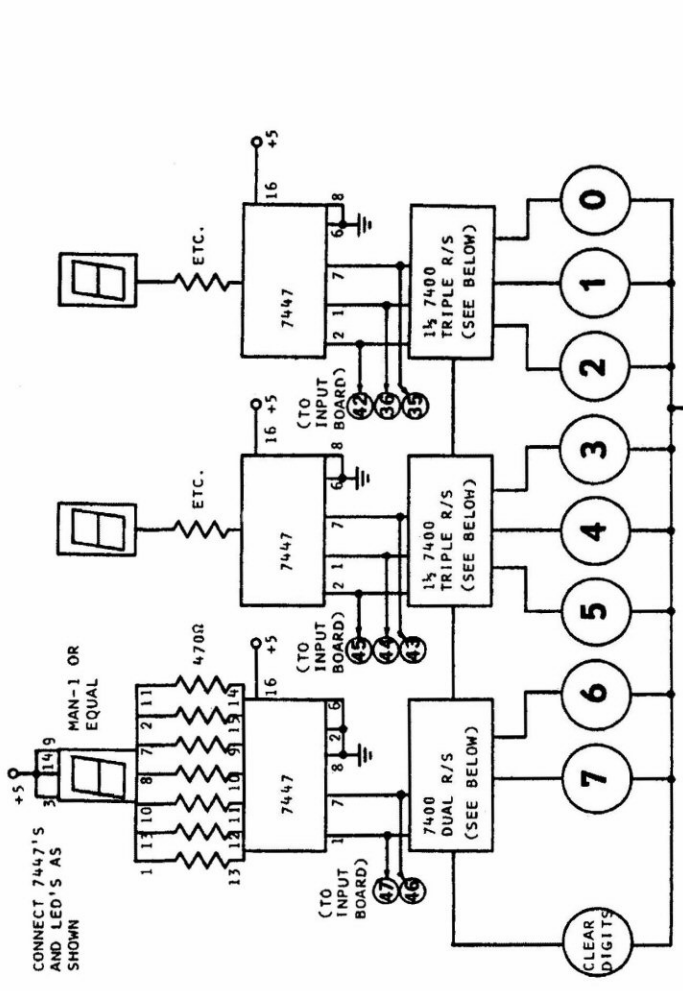 +5
CONNECT 7447'S
AND LED'S AS
SHOWN
3
14
9
MAN-1 OR
EQUAL
1
13
10
8
7
2
11
470Ω
ETC.
ETC.
13
12
11
10
9
15
14
16
+5
16
+5
16
+5
7447
7447
7447
1
7
8
2
6
2
1
7
6
8
2
1
7
6
8
(TO
INPUT
BOARD)
47
46
(TO
INPUT
BOARD)
45
44
43
(TO
INPUT
BOARD)
42
36
35
7400
DUAL R/S
(SEE BELOW)
1½ 7400
TRIPLE R/S
(SEE BELOW)
1½ 7400
TRIPLE R/S
(SEE BELOW)
CLEAR
DIGITS
7
6
5
4
3
2
1
0